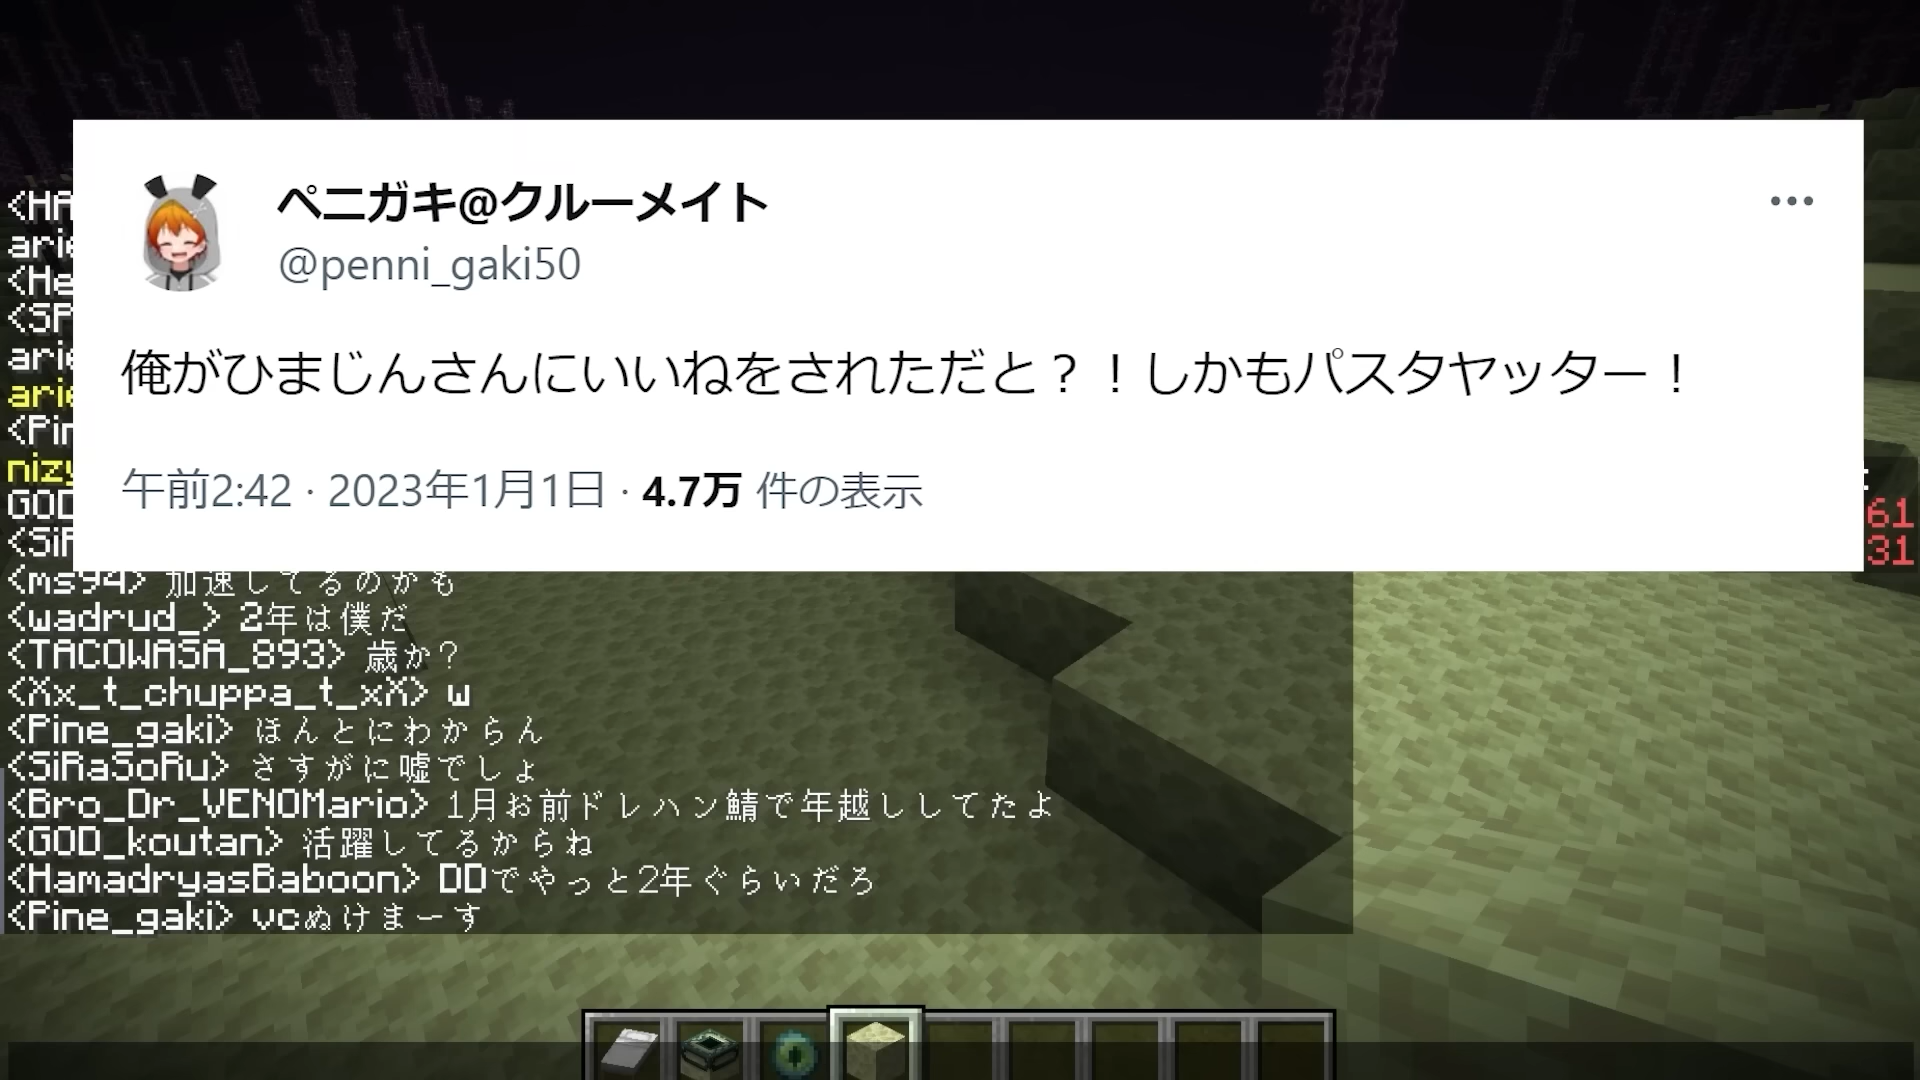 ペニガキ@クルーメイト
@penni_gaki50
俺がひまじんさんにいいねをされただと？！しかもパスタヤッター！
午前2:42 · 2023年1月1日 · 4.7万 件の表示
61
31
<ms94> 加速してるのかも
<wadrud_> 2年は僕だ
<TACOWASA_893> 歳か?
<Xx_t_chuppa_t_xX> w
<Pine_gaki> ほんとにわからん
<SiRaSoRu> さすがに嘘でしょ
<Bro_Dr_VENOMario> 1月お前ドレハン鯖で年越ししてたよ
<GOD_koutan> 活躍してるからね
<HamadryasBaboon> DDでやっと2年ぐらいだろ
<Pine_gaki> vcぬけまーす